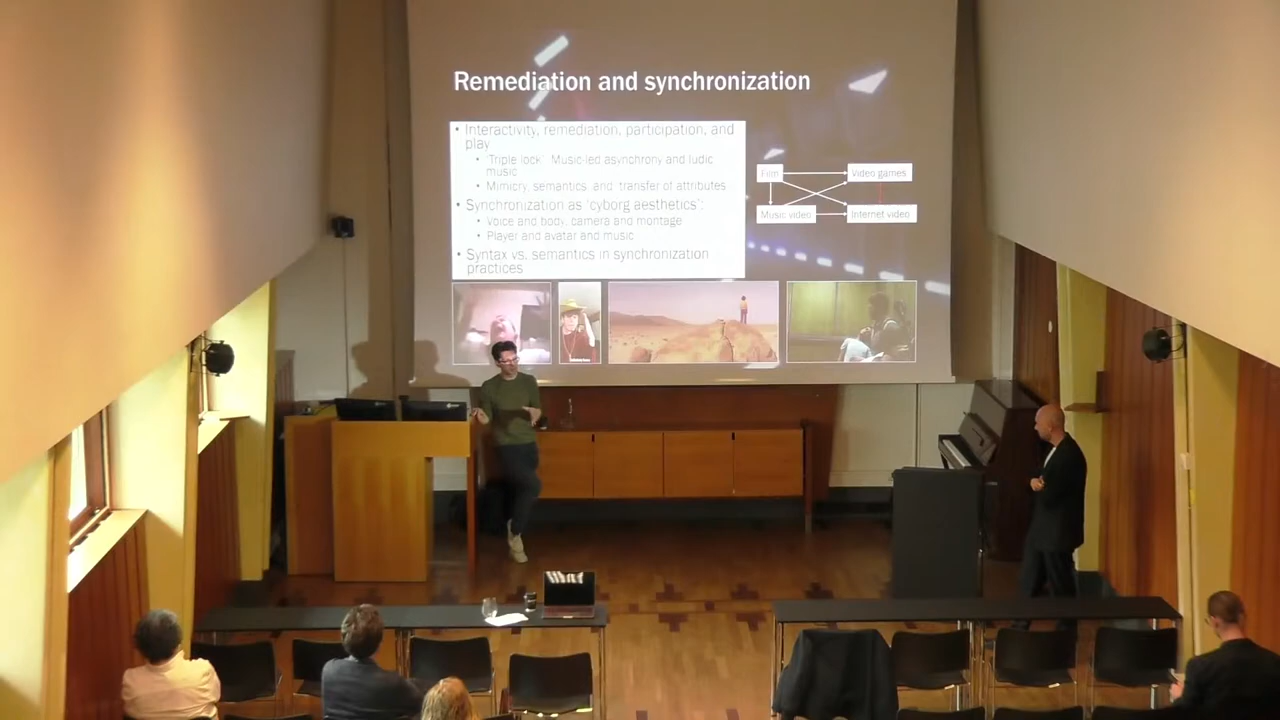 Remediation and synchronization
• Interactivity, remediation, participation, and
play
• 'Triple lock': Music-led asynchrony and ludic
music
• Mimicry, semantics, and transfer of attributes
• Synchronization as 'cyborg aesthetics':
• Voice and body, camera and montage
• Player and avatar and music
• Syntax vs. semantics in synchronization
practices
Film
Video games
Music video
Internet video